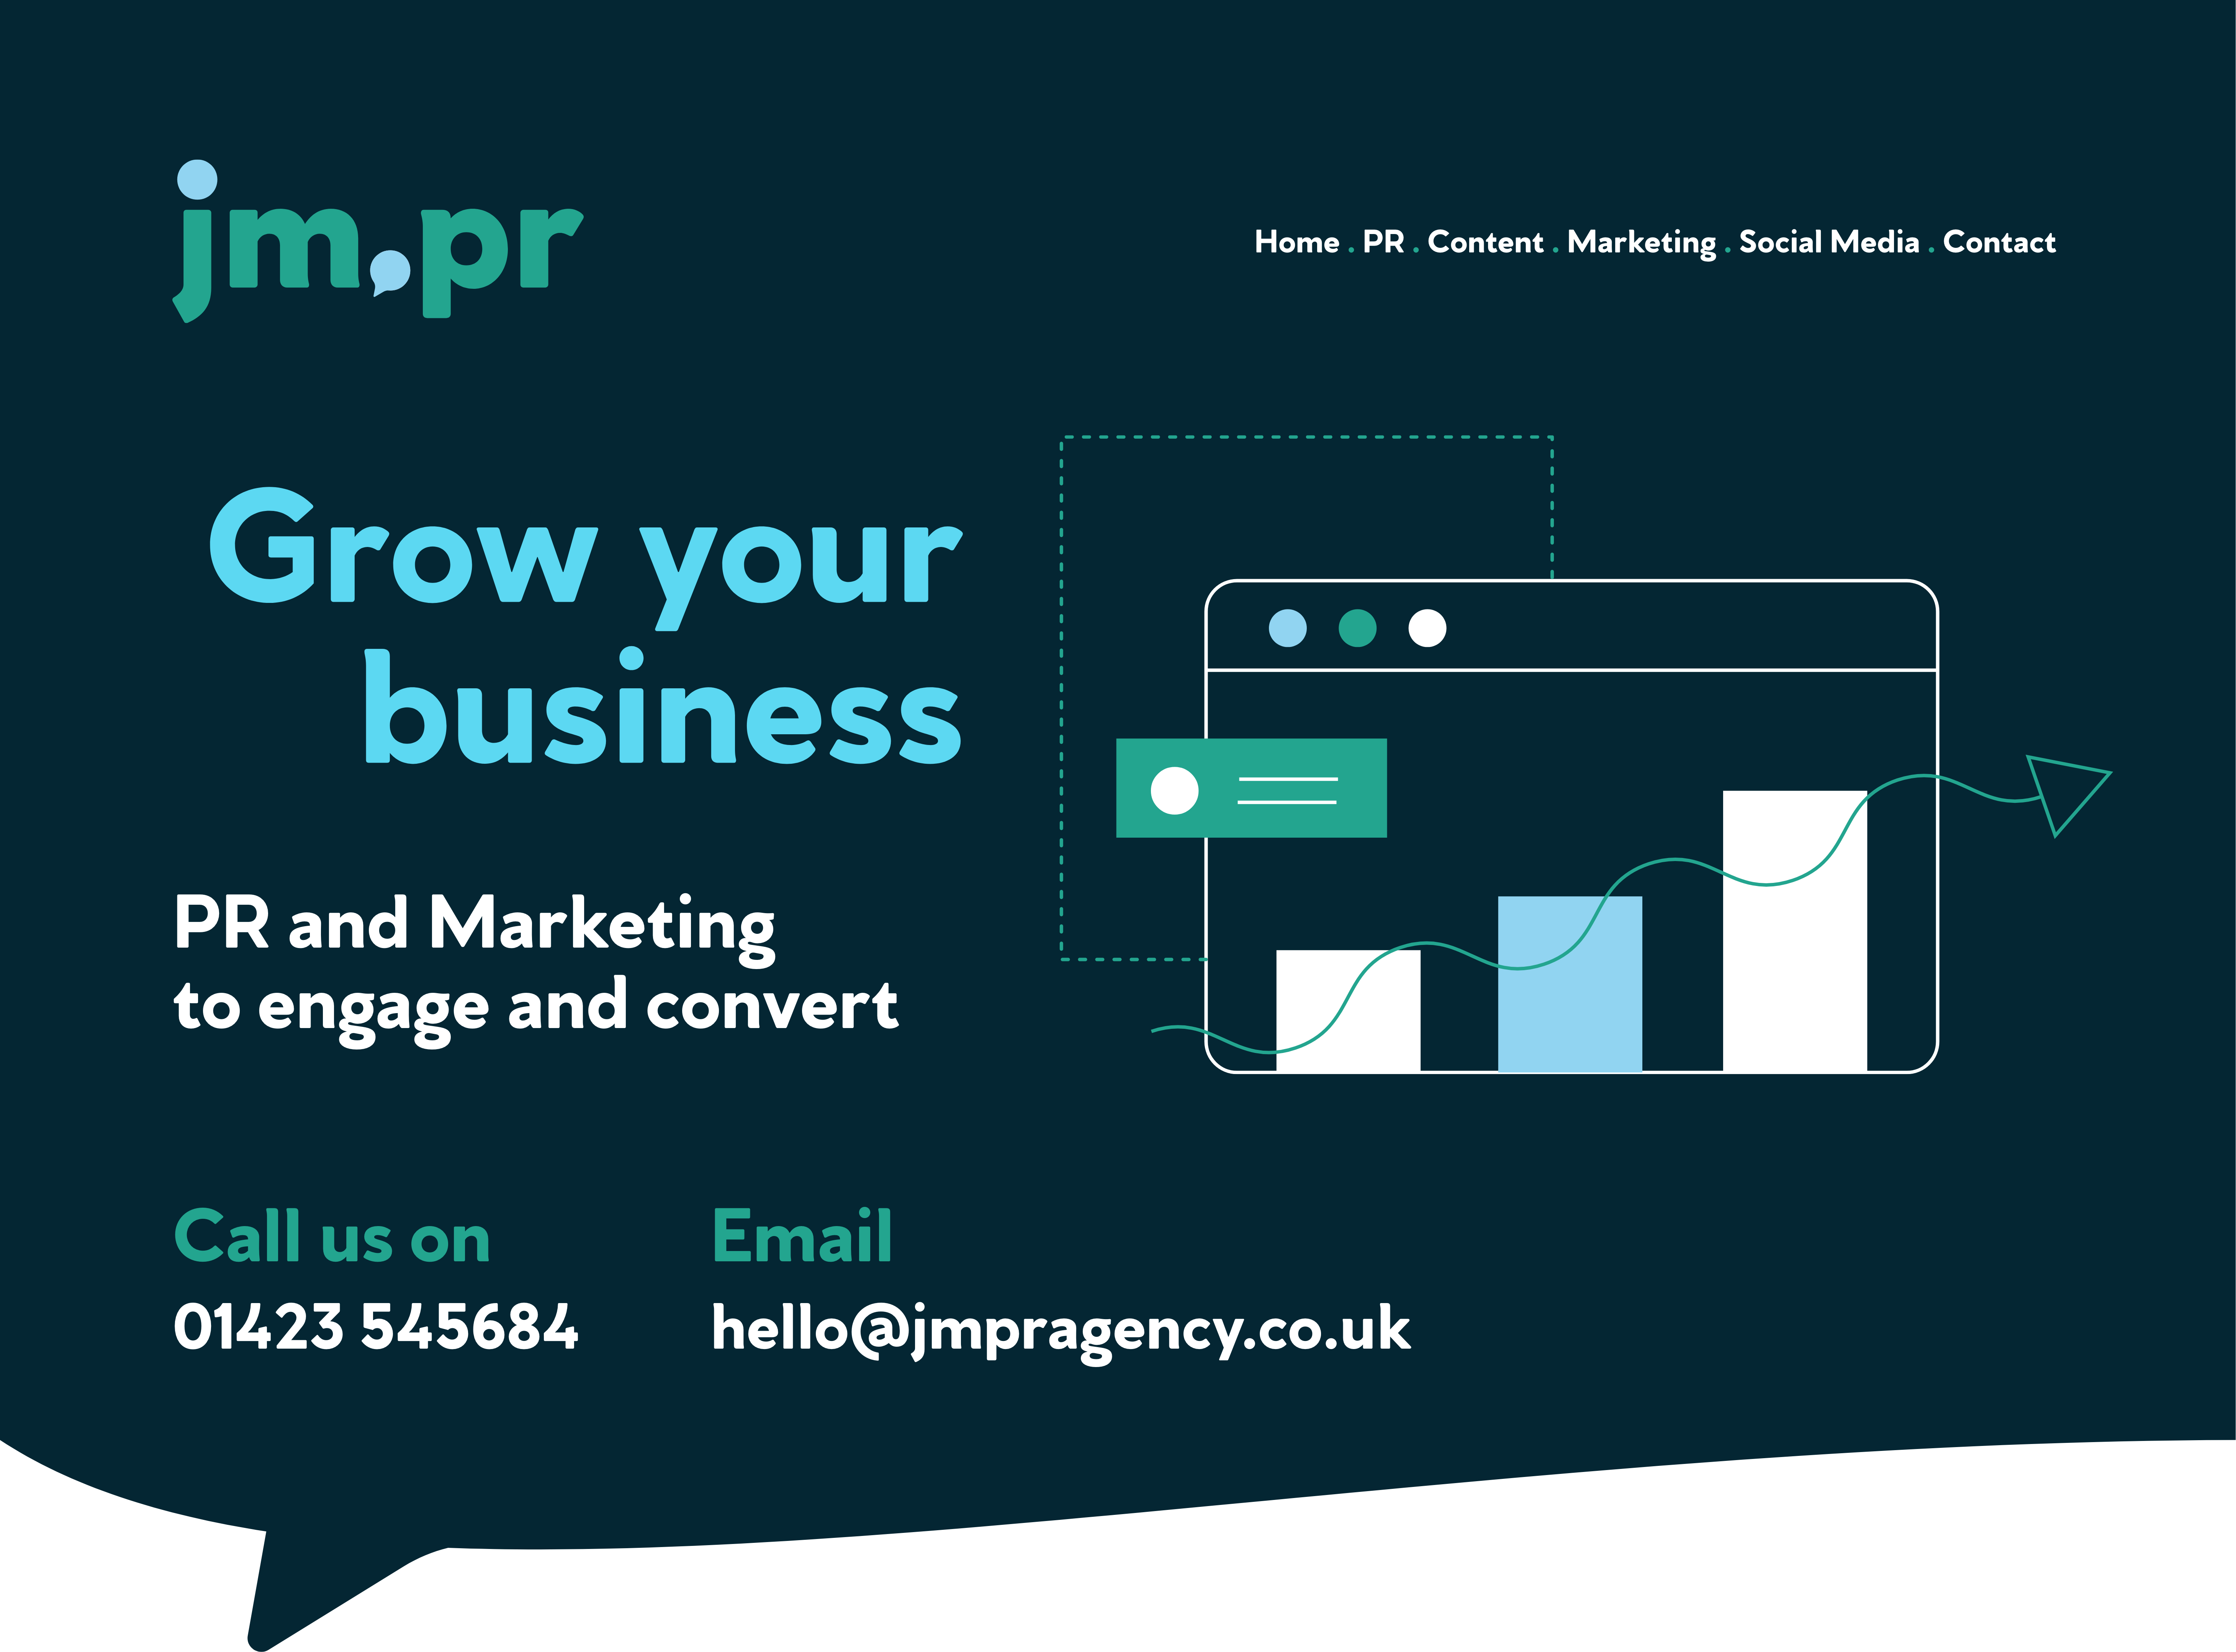 jm.pr
Home . PR . Content . Marketing . Social Media . Contact
Grow your
business
PR and Marketing
to engage and convert
Call us on
01423 545684
Email
hello@jmpragency.co.uk